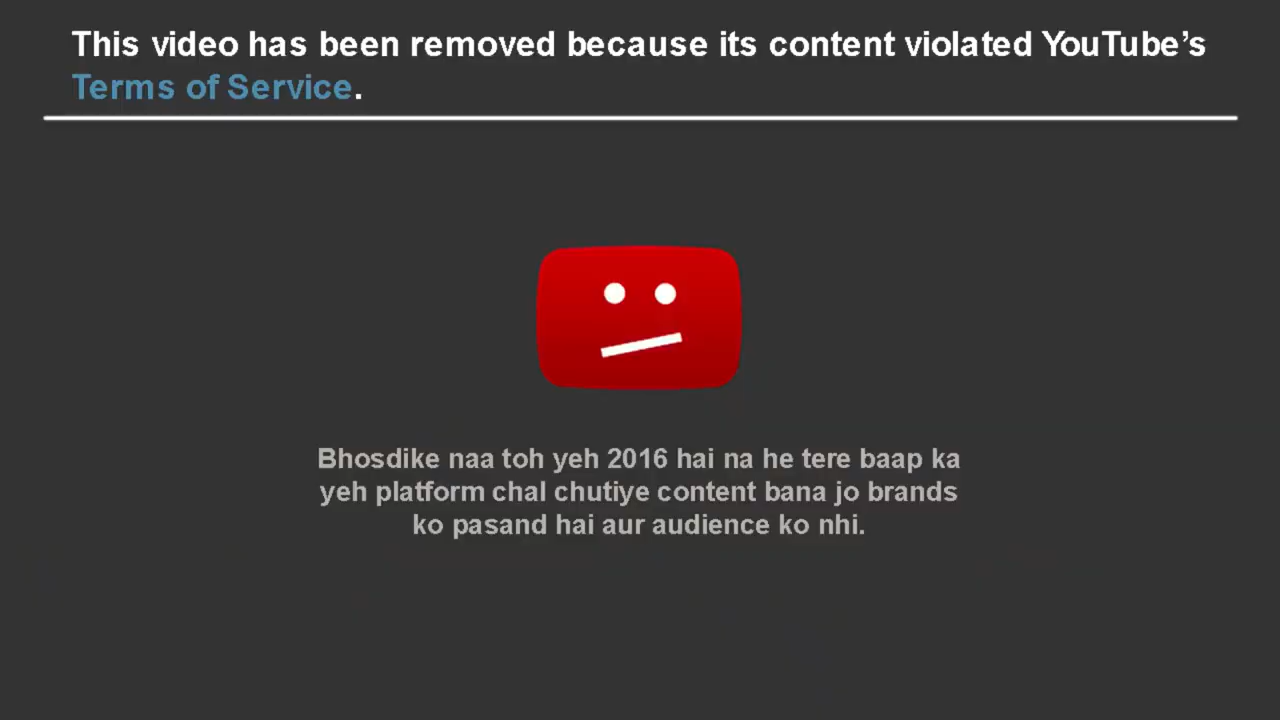 This video has been removed because its content violated YouTube’s
Terms of Service.
Bhosdike naa toh yeh 2016 hai na he tere baap ka
yeh platform chal chutiye content bana jo brands
ko pasand hai aur audience ko nhi.